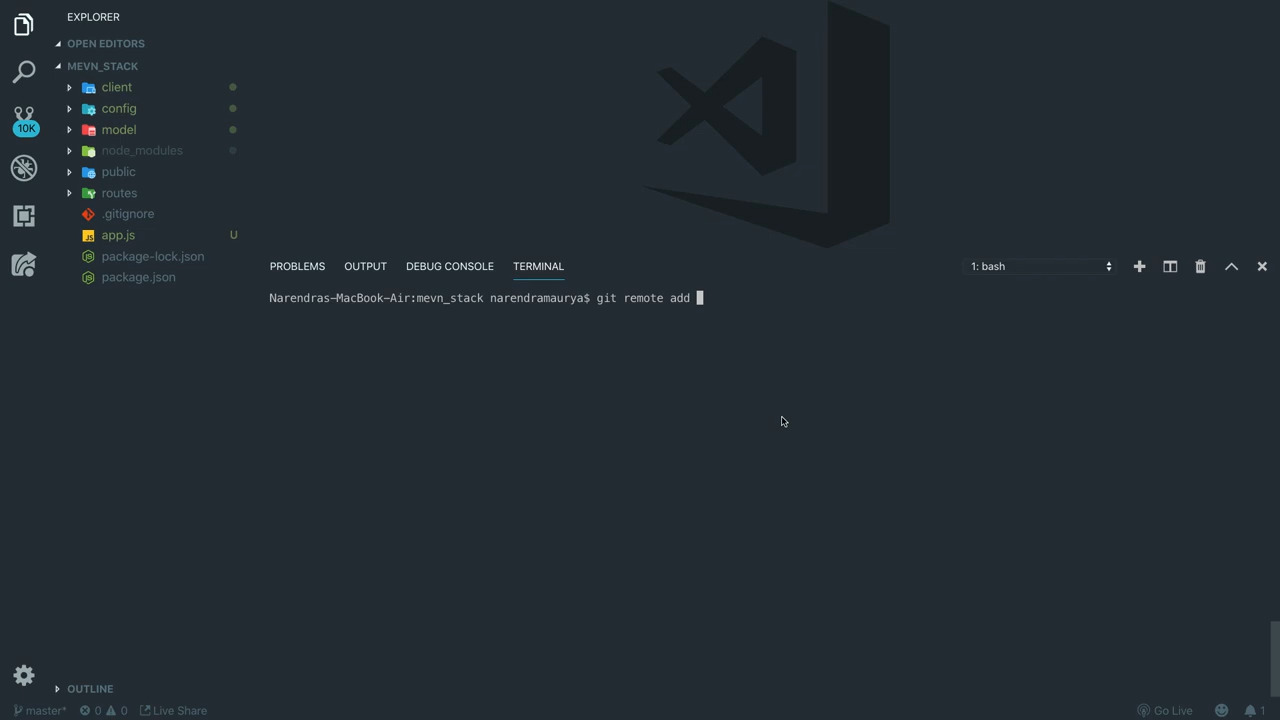 EXPLORER
OPEN EDITORS
MEVN_STACK
client
config
10K
model
node_modules
public
routes
.gitignore
JS app.js U
package-lock.json
package.json
PROBLEMS OUTPUT DEBUG CONSOLE TERMINAL 1: bash
Narendras-MacBook-Air:mevn_stack narendramaurya$ git remote add
OUTLINE
master* 0 0 Live Share Go Live 1